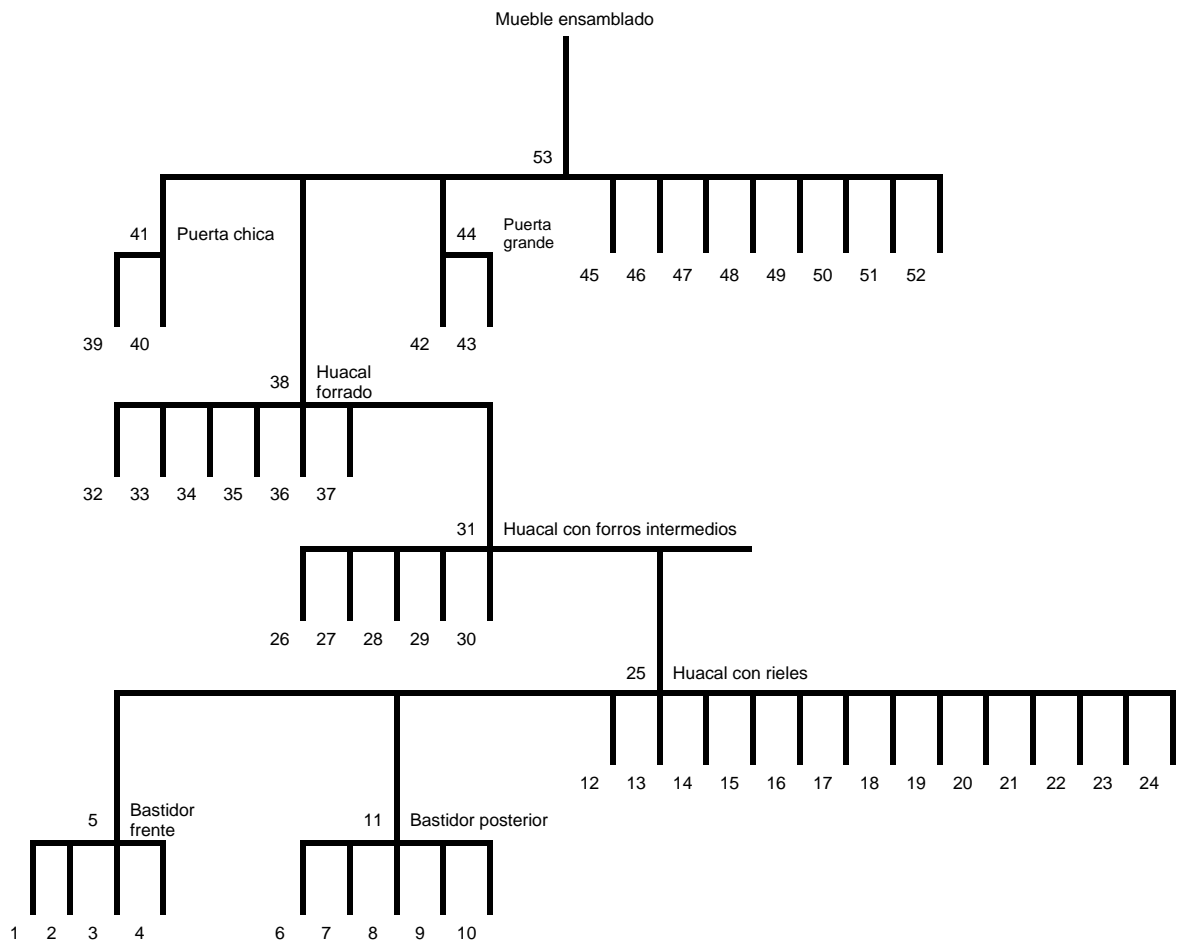 Mueble ensamblado
53
41 Puerta chica
44 Puerta
grande
45 46 47 48 49 50 51 52
39 40 42 43
38 Huacal
forrado
32 33 34 35 36 37
31 Huacal con forros intermedios
26 27 28 29 30
25 Huacal con rieles
12 13 14 15 16 17 18 19 20 21 22 23 24
5 Bastidor
frente
11 Bastidor posterior
1 2 3 4 6 7 8 9 10